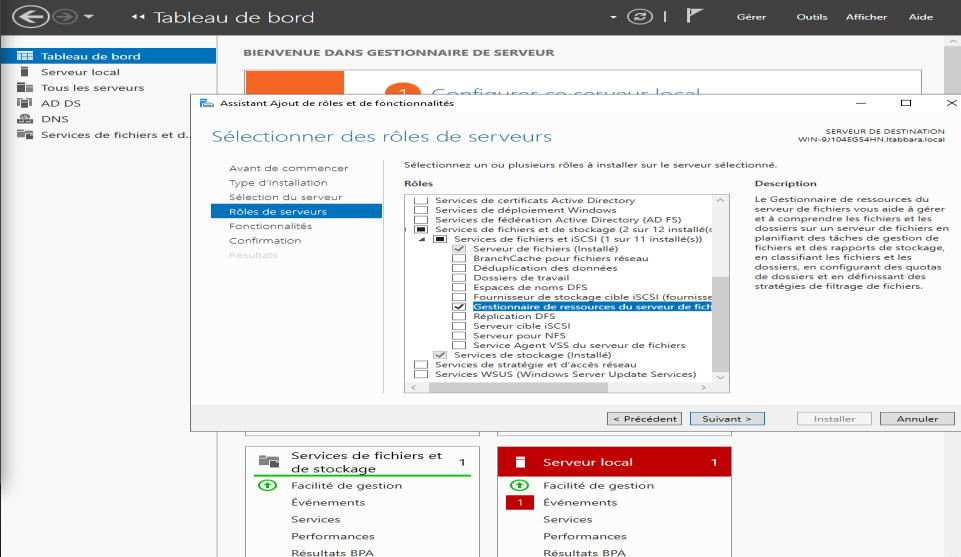 Tableau de bord
Gérer Outils Afficher Aide
Tableau de bord
Serveur local
Tous les serveurs
AD DS
DNS
Services de fichiers et d...
BIENVENUE DANS GESTIONNAIRE DE SERVEUR
1 Configurer ce serveur local
Assistant Ajout de rôles et de fonctionnalités
Sélectionner des rôles de serveurs
SERVEUR DE DESTINATION
WIN-9J104EG54HN.ltabbara.local
Avant de commencer
Type d'installation
Sélection du serveur
Rôles de serveurs
Fonctionnalités
Confirmation
Résultats
Sélectionnez un ou plusieurs rôles à installer sur le serveur sélectionné.
Rôles
Services de certificats Active Directory
Services de déploiement Windows
Services de fédération Active Directory (AD FS)
Services de fichiers et de stockage (2 sur 12 installé(s
Services de fichiers et iSCSI (1 sur 11 installé(s))
Serveur de fichiers (Installé)
BranchCache pour fichiers réseau
Déduplication des données
Dossiers de travail
Espaces de noms DFS
Fournisseur de stockage cible iSCSI (fournisse
Gestionnaire de ressources du serveur de fich
Réplication DFS
Serveur cible iSCSI
Serveur pour NFS
Service Agent VSS du serveur de fichiers
Services de stockage (Installé)
Services de stratégie et d'accès réseau
Services WSUS (Windows Server Update Services)
Description
Le Gestionnaire de ressources du
serveur de fichiers vous aide à gérer
et à comprendre les fichiers et les
dossiers sur un serveur de fichiers en
planifiant des tâches de gestion de
fichiers et des rapports de stockage,
en classifiant les fichiers et les
dossiers, en configurant des quotas
de dossiers et en définissant des
stratégies de filtrage de fichiers.
< Précédent Suivant > Installer Annuler
Services de fichiers et
de stockage 1
Facilité de gestion
Événements
Services
Performances
Résultats BPA
Serveur local 1
Facilité de gestion
1 Événements
Services
Performances
Résultats BPA